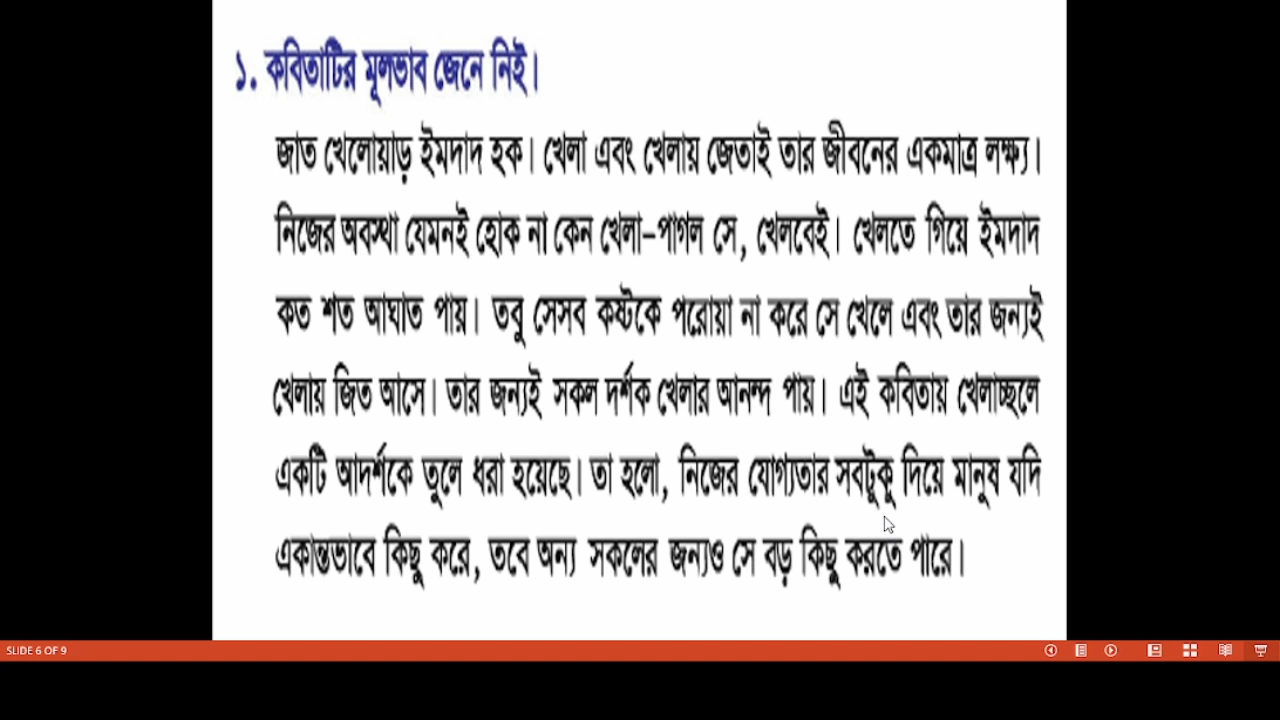 ১. কবিতাটির মূলভাব জেনে নিই।
জাত খেলোয়াড় ইমদাদ হক। খেলা এবং খেলায় জেতাই তার জীবনের একমাত্র লক্ষ্য।
নিজের অবস্থা যেমনই হোক না কেন খেলা-পাগল সে, খেলবেই। খেলতে গিয়ে ইমদাদ
কত শত আঘাত পায়। তবু সেসব কষ্টকে পরোয়া না করে সে খেলে এবং তার জন্যই
খেলায় জিত আসে। তার জন্যই সকল দর্শক খেলার আনন্দ পায়। এই কবিতায় খেলাচ্ছলে
একটি আদর্শকে তুলে ধরা হয়েছে। তা হলো, নিজের যোগ্যতার সবটুকু দিয়ে মানুষ যদি
একান্তভাবে কিছু করে, তবে অন্য সকলের জন্যও সে বড় কিছু করতে পারে।
SLIDE 6 OF 9